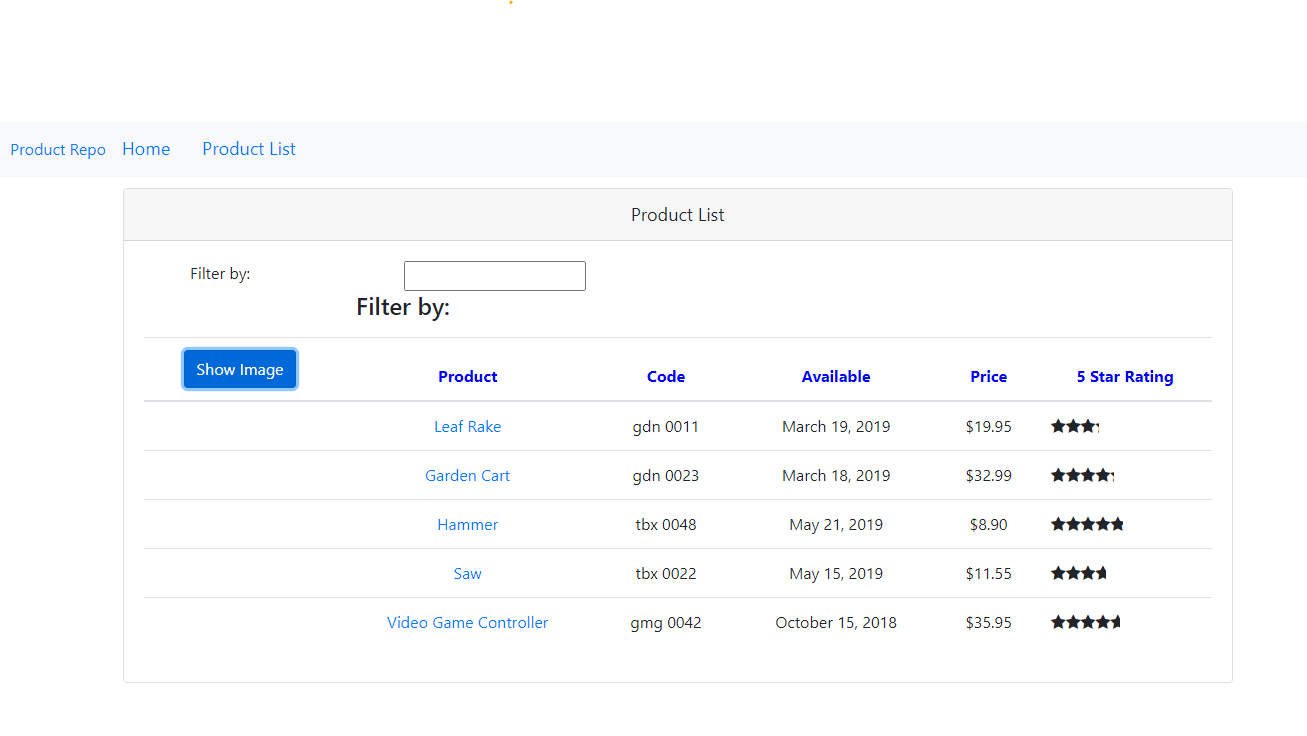 Product Repo Home Product List
Product List
Filter by:
Filter by:
Show Image Product Code Available Price 5 Star Rating
Leaf Rake gdn 0011 March 19, 2019 $19.95
Garden Cart gdn 0023 March 18, 2019 $32.99
Hammer tbx 0048 May 21, 2019 $8.90
Saw tbx 0022 May 15, 2019 $11.55
Video Game Controller gmg 0042 October 15, 2018 $35.95